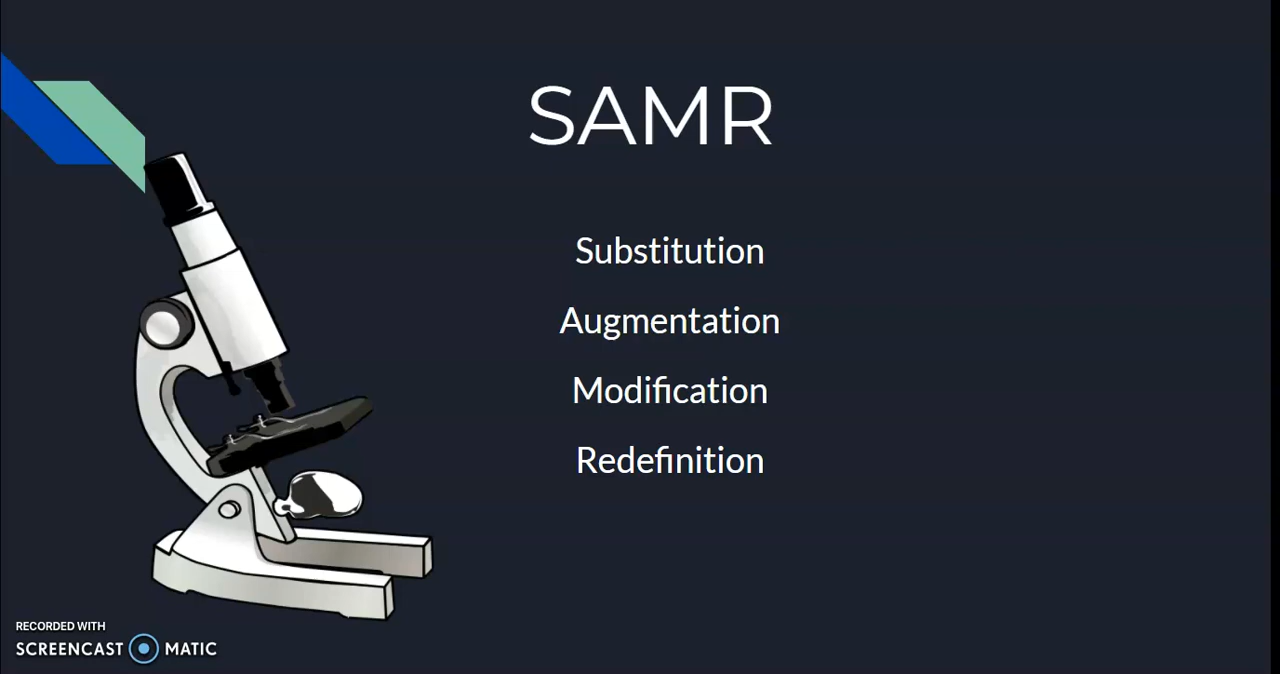 SAMR
Substitution
Augmentation
Modification
Redefinition
RECORDED WITH
SCREENCAST MATIC